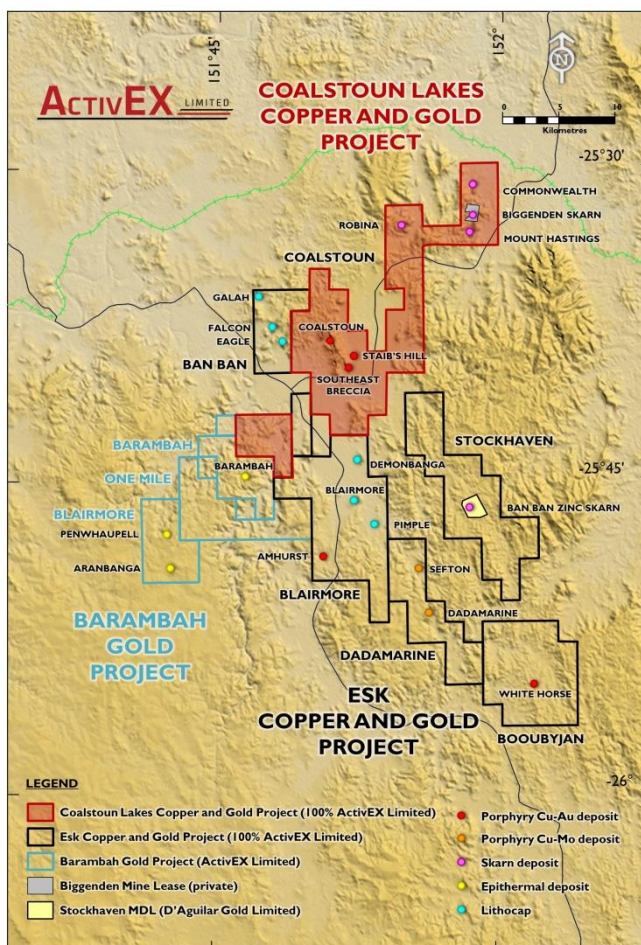 151°45'
152°
N
ACTIVEX
LIMITED
COALSTOUN LAKES
COPPER AND GOLD
PROJECT
0 5 10
Kilometres
-25°30'
COMMONWEALTH
BIGGENDEN SKARN
ROBINA
MOUNT HASTINGS
COALSTOUN
GALAH
FALCON
COALSTOUN
EAGLE
STAIB'S HILL
BAN BAN
SOUTHEAST
BRECCIA
BARAMBAH
STOCKHAVEN
-25°45'
BARAMBAH
DEMONBANGA
ONE MILE
BLAIRMORE
BAN BAN ZINC SKARN
BLAIRMORE
PIMPLE
PENWHAUPELL
AMHURST
SEFTON
ARANBANGA
BLAIRMORE
DADAMARINE
BARAMBAH
GOLD
PROJECT
DADAMARINE
WHITE HORSE
ESK
COPPER AND GOLD
PROJECT
BOOUBYJAN
-26°
LEGEND
Coalstoun Lakes Copper and Gold Project (100% ActivEX Limited)
Esk Copper and Gold Project (100% ActivEX Limited)
Barambah Gold Project (ActivEX Limited)
Biggenden Mine Lease (private)
Stockhaven MDL (D'Aguilar Gold Limited)
Porphyry Cu-Au deposit
Porphyry Cu-Mo deposit
Skarn deposit
Epithermal deposit
Lithocap